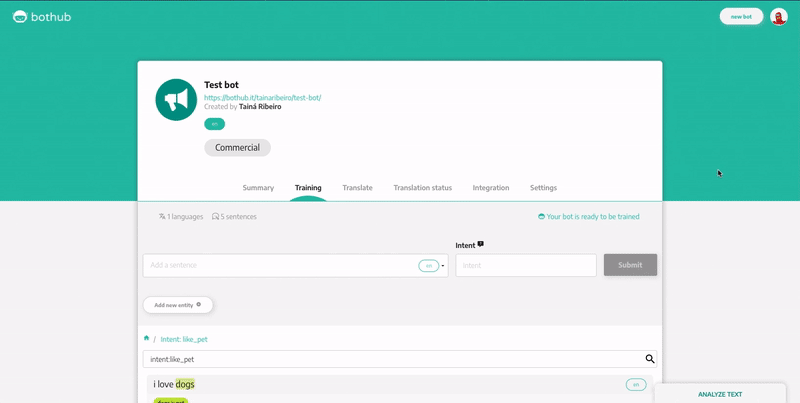 bothub
new bot
Test bot
https://bothub.it/tainaribeiro/test-bot/
Created by Tainá Ribeiro
en
Commercial
Summary Training Translate Translation status Integration Settings
1 languages 5 sentences Your bot is ready to be trained
Intent
Add a sentence en Intent Submit
Add new entity
/ Intent: like_pet
intent:like_pet
i love dogs en
ANALYZE TEXT